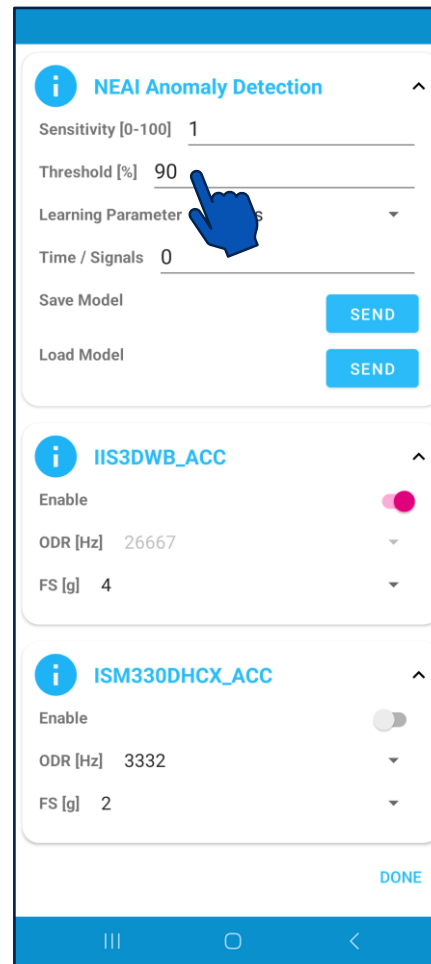 NEAI Anomaly Detection
Sensitivity [0-100] 1
Threshold [%] 90
Learning Parameter
Time / Signals 0
Save Model SEND
Load Model SEND
IIS3DWB_ACC
Enable
ODR [Hz] 26667
FS [g] 4
ISM330DHCX_ACC
Enable
ODR [Hz] 3332
FS [g] 2
DONE